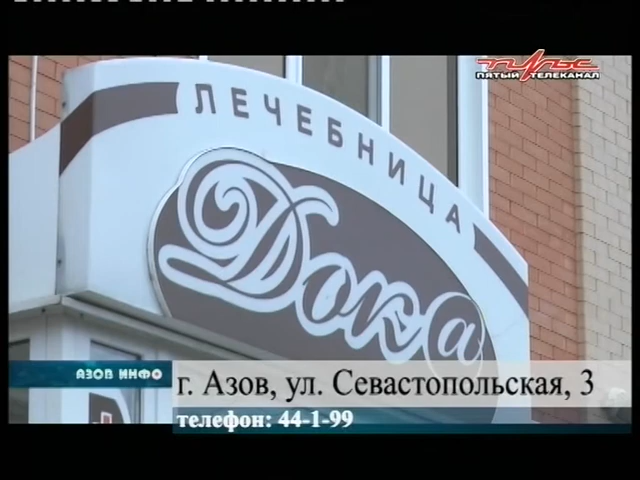 ПУЛЬС
ПЯТЫЙ ТЕЛЕКАНАЛ
ЛЕЧЕБНИЦА
Дока
АЗОВ ИНФО
г. Азов, ул. Севастопольская, 3
телефон: 44-1-99